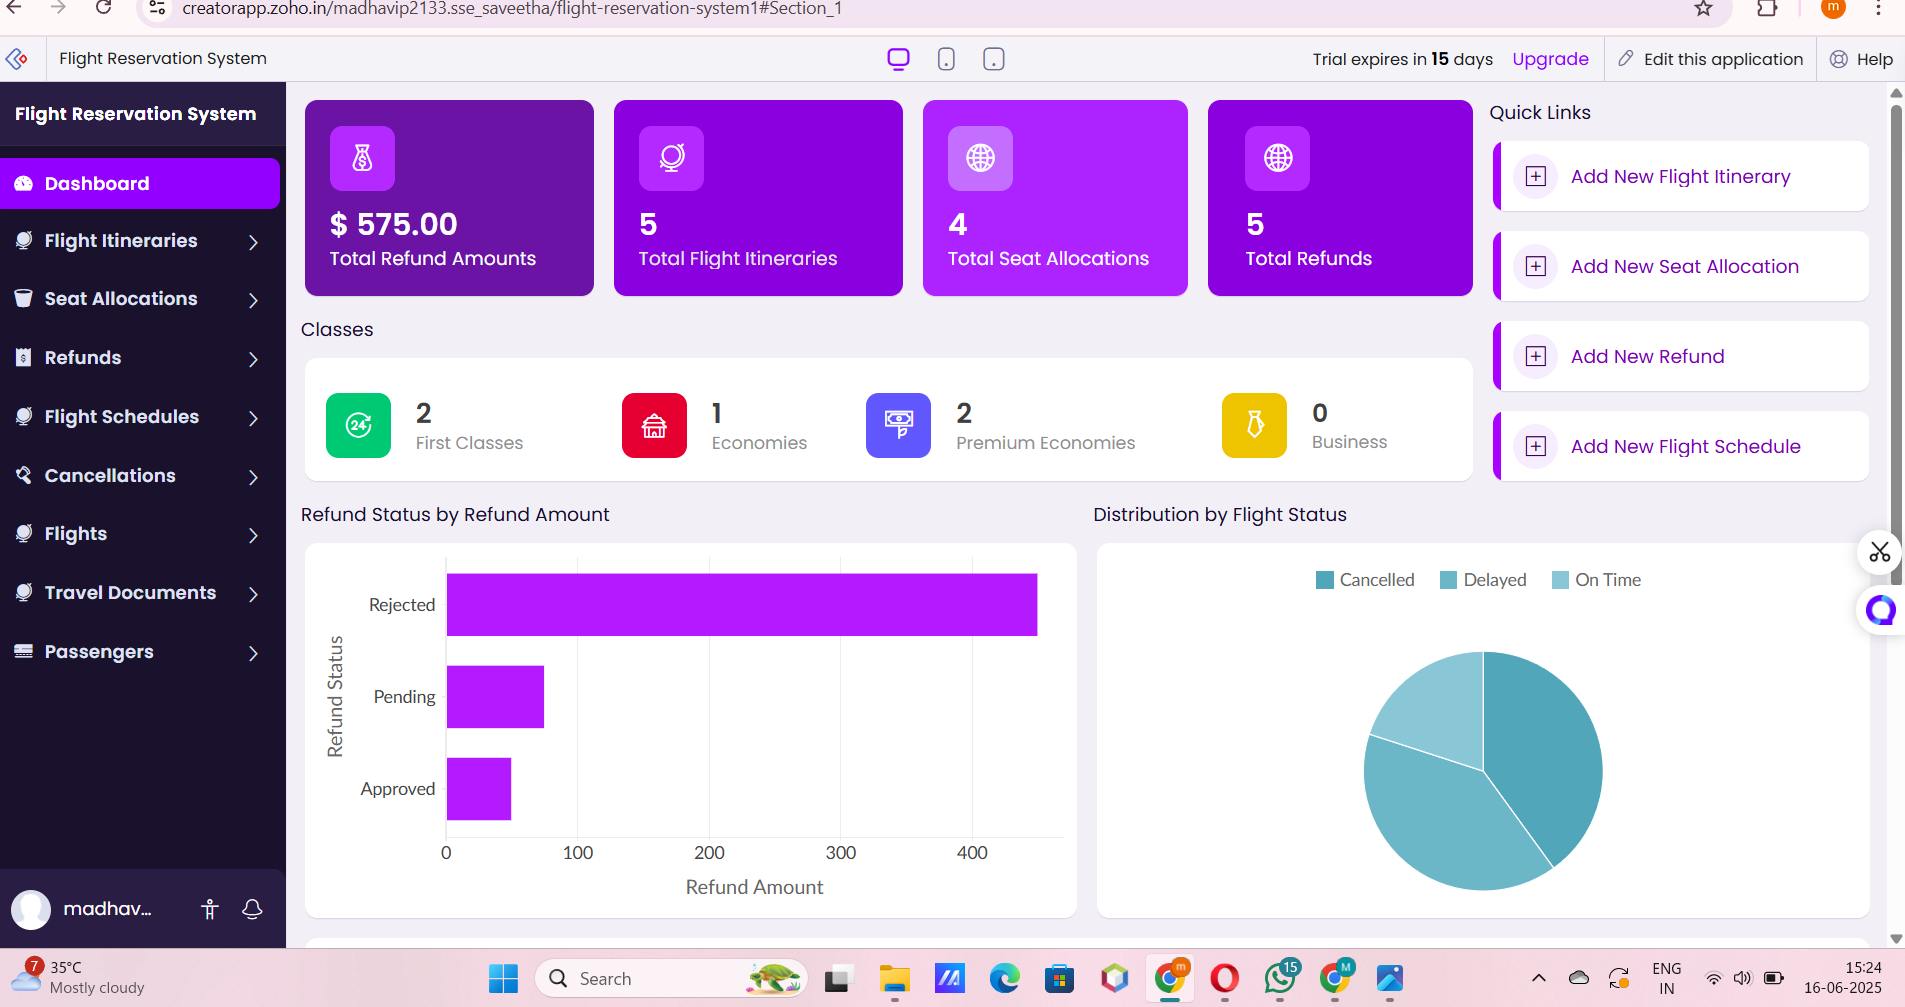 creatorapp.zoho.in/madhavip2133.sse_saveetha/flight-reservation-system1#Section_1
m
Flight Reservation System
Trial expires in 15 days
Upgrade
Edit this application
Help
Flight Reservation System
Dashboard
Flight Itineraries
Seat Allocations
Refunds
Flight Schedules
Cancellations
Flights
Travel Documents
Passengers
madhav...
$ 575.00
Total Refund Amounts
5
Total Flight Itineraries
4
Total Seat Allocations
5
Total Refunds
Quick Links
Add New Flight Itinerary
Add New Seat Allocation
Add New Refund
Add New Flight Schedule
Classes
24
2
First Classes
1
Economies
2
Premium Economies
0
Business
Refund Status by Refund Amount
Refund Status
Rejected
Pending
Approved
0 100 200 300 400
Refund Amount
Distribution by Flight Status
Cancelled Delayed On Time
7
35°C
Mostly cloudy
Search
m
15
M
ENG
IN
15:24
16-06-2025